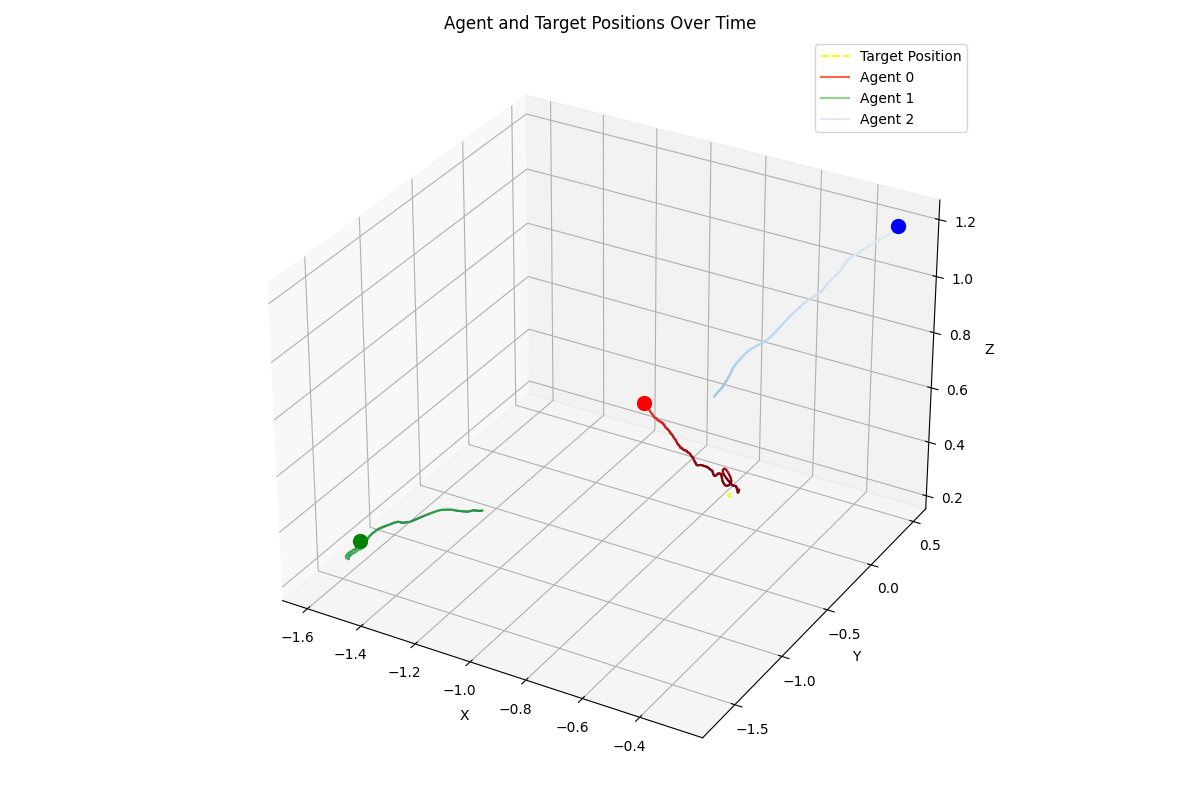 Agent and Target Positions Over Time
Target Position
Agent 0
Agent 1
Agent 2
1.2
1.0
0.8
0.6
0.4
0.2
Z
0.5
0.0
−0.5
−1.0
−1.5
Y
−1.6
−1.4
−1.2
−1.0
−0.8
−0.6
−0.4
X